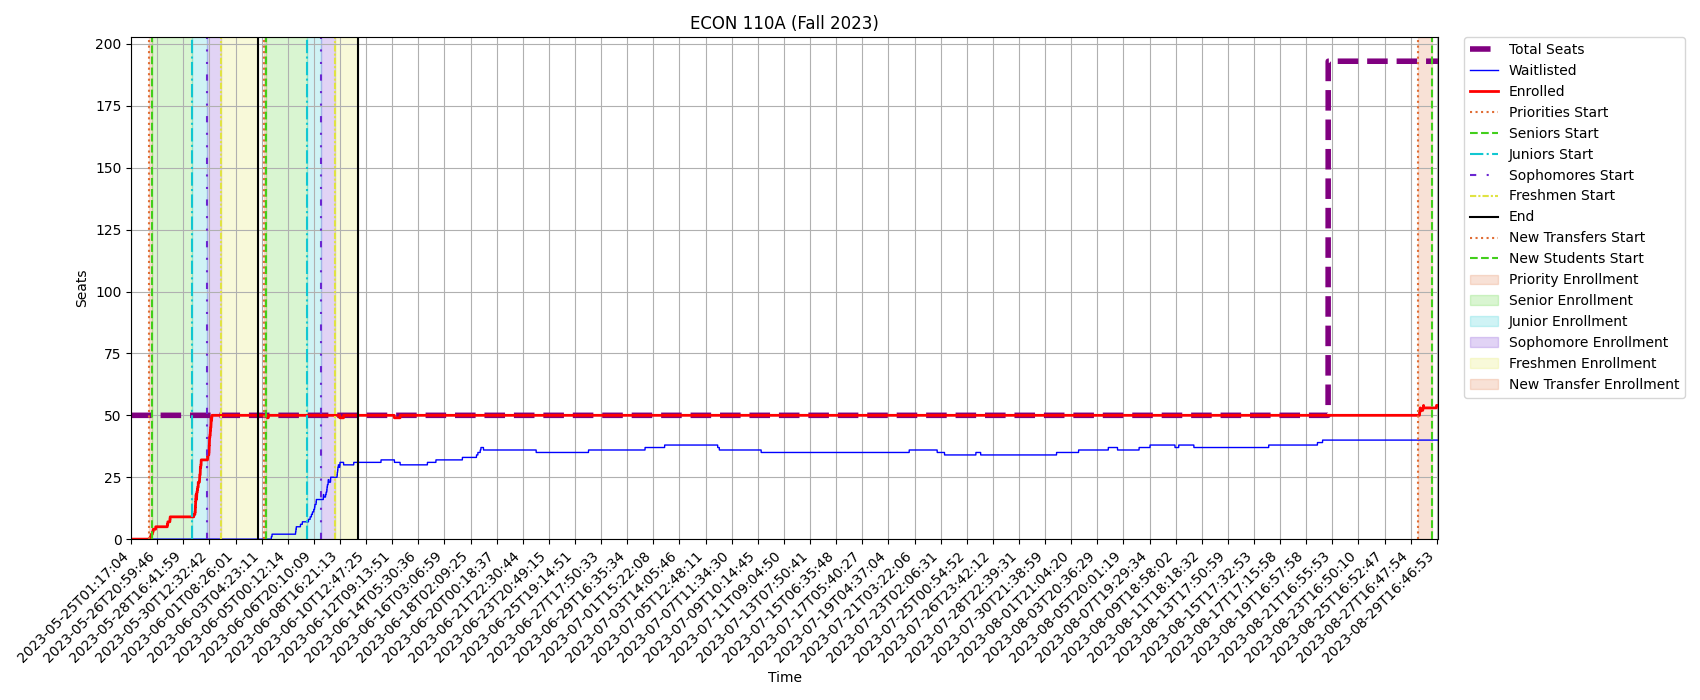 ECON 110A (Fall 2023)
Seats
200
175
150
125
100
75
50
25
0
2023-05-25T01:17:04
2023-05-26T20:59:46
2023-05-28T16:41:59
2023-05-30T12:32:42
2023-06-01T08:26:01
2023-06-03T04:23:11
2023-06-05T00:12:14
2023-06-06T20:10:09
2023-06-08T16:21:13
2023-06-10T12:47:25
2023-06-12T09:13:51
2023-06-14T05:30:36
2023-06-16T03:06:59
2023-06-18T02:09:25
2023-06-20T00:18:37
2023-06-21T22:30:44
2023-06-23T20:49:15
2023-06-25T19:14:51
2023-06-27T17:50:33
2023-06-29T16:35:34
2023-07-01T15:22:08
2023-07-03T14:05:46
2023-07-05T12:48:11
2023-07-07T11:34:30
2023-07-09T10:14:45
2023-07-11T09:04:50
2023-07-13T07:50:41
2023-07-15T06:35:48
2023-07-17T05:40:27
2023-07-19T04:37:04
2023-07-21T03:22:06
2023-07-23T02:06:31
2023-07-25T00:54:52
2023-07-26T23:42:12
2023-07-28T22:39:31
2023-07-30T21:38:59
2023-08-01T21:04:20
2023-08-03T20:36:29
2023-08-05T20:01:19
2023-08-07T19:29:34
2023-08-09T18:58:02
2023-08-11T18:18:32
2023-08-13T17:50:59
2023-08-15T17:32:53
2023-08-17T17:15:58
2023-08-19T16:57:58
2023-08-21T16:55:53
2023-08-23T16:50:10
2023-08-25T16:52:47
2023-08-27T16:47:54
2023-08-29T16:46:53
Time
Total Seats
Waitlisted
Enrolled
Priorities Start
Seniors Start
Juniors Start
Sophomores Start
Freshmen Start
End
New Transfers Start
New Students Start
Priority Enrollment
Senior Enrollment
Junior Enrollment
Sophomore Enrollment
Freshmen Enrollment
New Transfer Enrollment